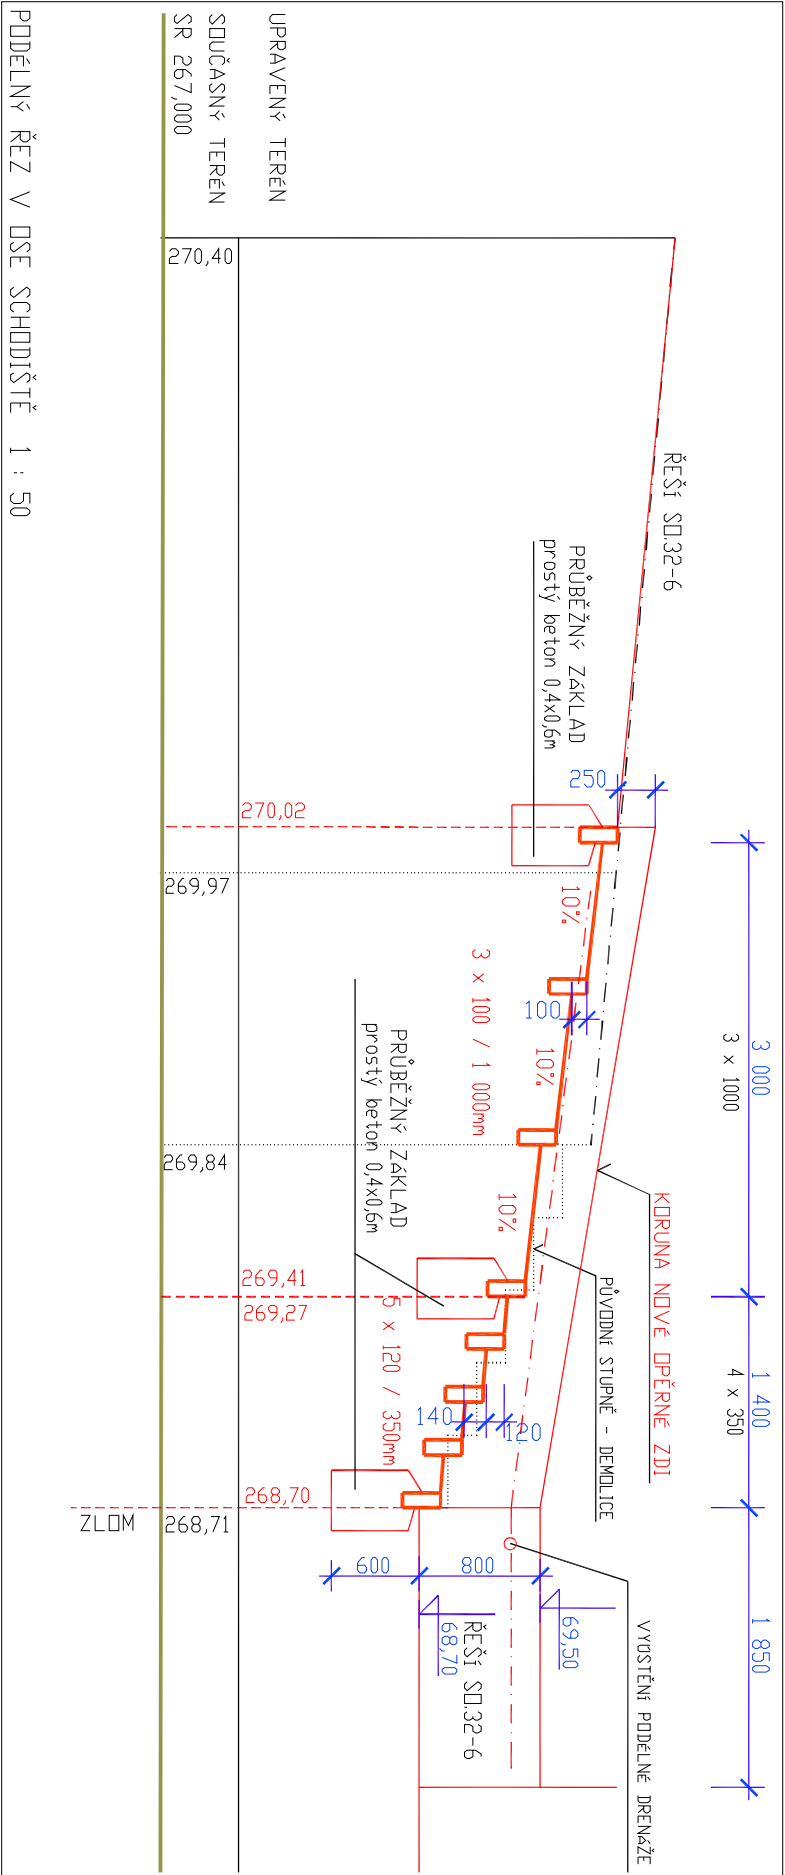 ŘEŠÍ SO.32-6
3 000
3 x 1000
1 400
4 x 350
1 850
KORUNA NOVÉ OPĚRNÉ ZDI
PŮVODNÍ STUPNĚ - DEMOLICE
VYÚSTĚNÍ PODÉLNÉ DRENÁŽE
250
PRŮBĚŽNÝ ZÁKLAD
prostý beton 0,4x0,6m
10%
10%
10%
100
3 x 100 / 1 000mm
PRŮBĚŽNÝ ZÁKLAD
prostý beton 0,4x0,6m
5 x 120 / 350mm
140
120
600
800
69,50
68,70
ŘEŠÍ SO.32-6
UPRAVENÝ TERÉN
270,02
269,41
269,27
268,70
SOUČASNÝ TERÉN
270,40
269,97
269,84
268,71
ZLOM
SR 267,000
PODÉLNÝ ŘEZ V OSE SCHODIŠTĚ 1 : 50